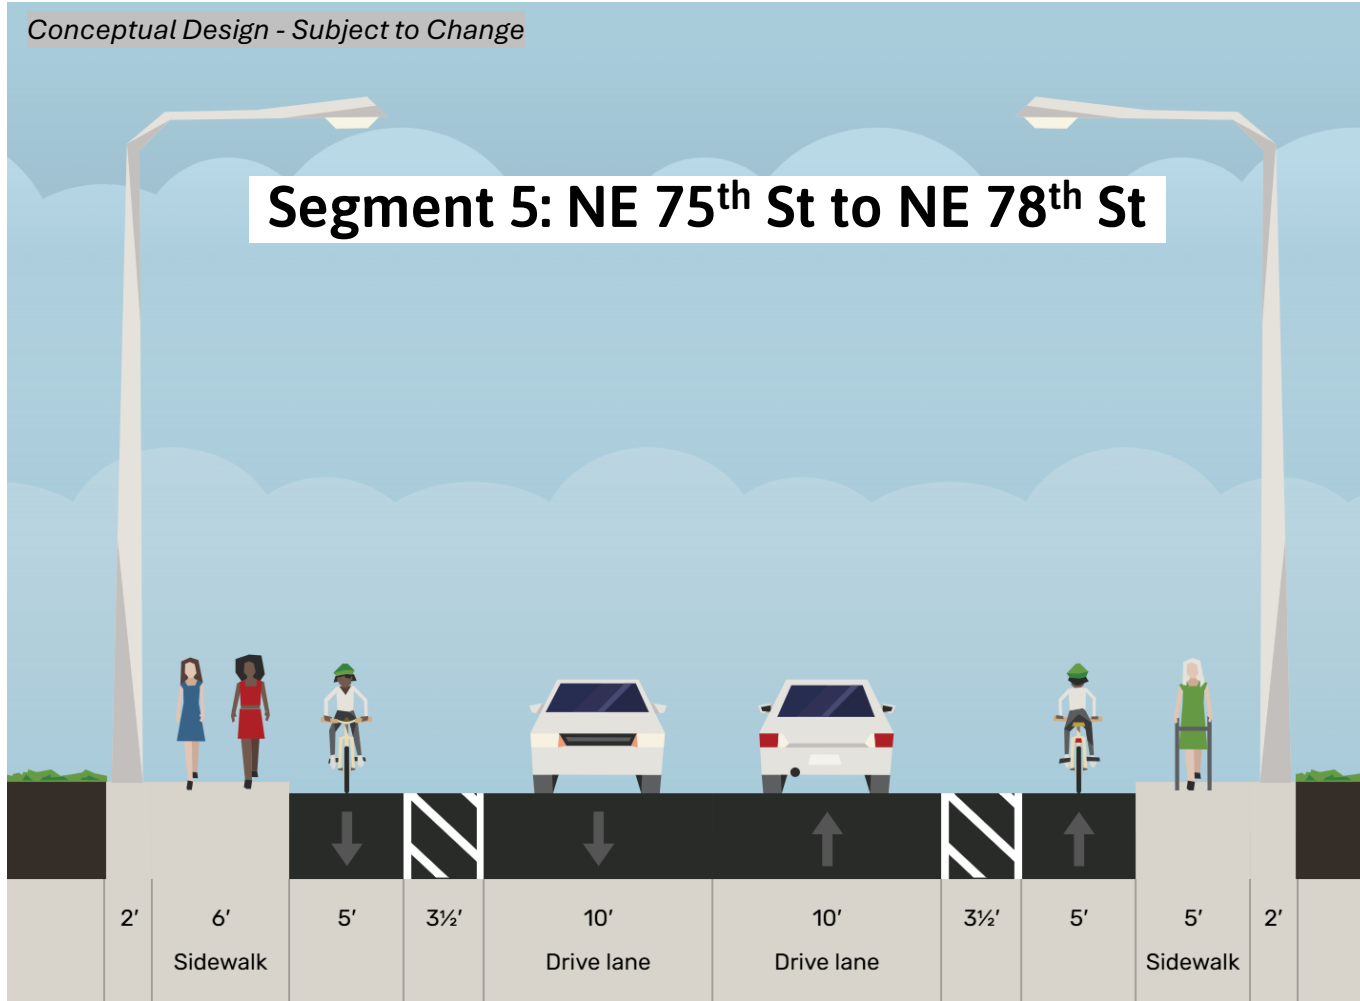 Conceptual Design - Subject to Change
Segment 5: NE 75th St to NE 78th St
2′ 6′ 5′ 3½′ 10′ 10′ 3½′ 5′ 5′ 2′
Sidewalk Drive lane Drive lane Sidewalk